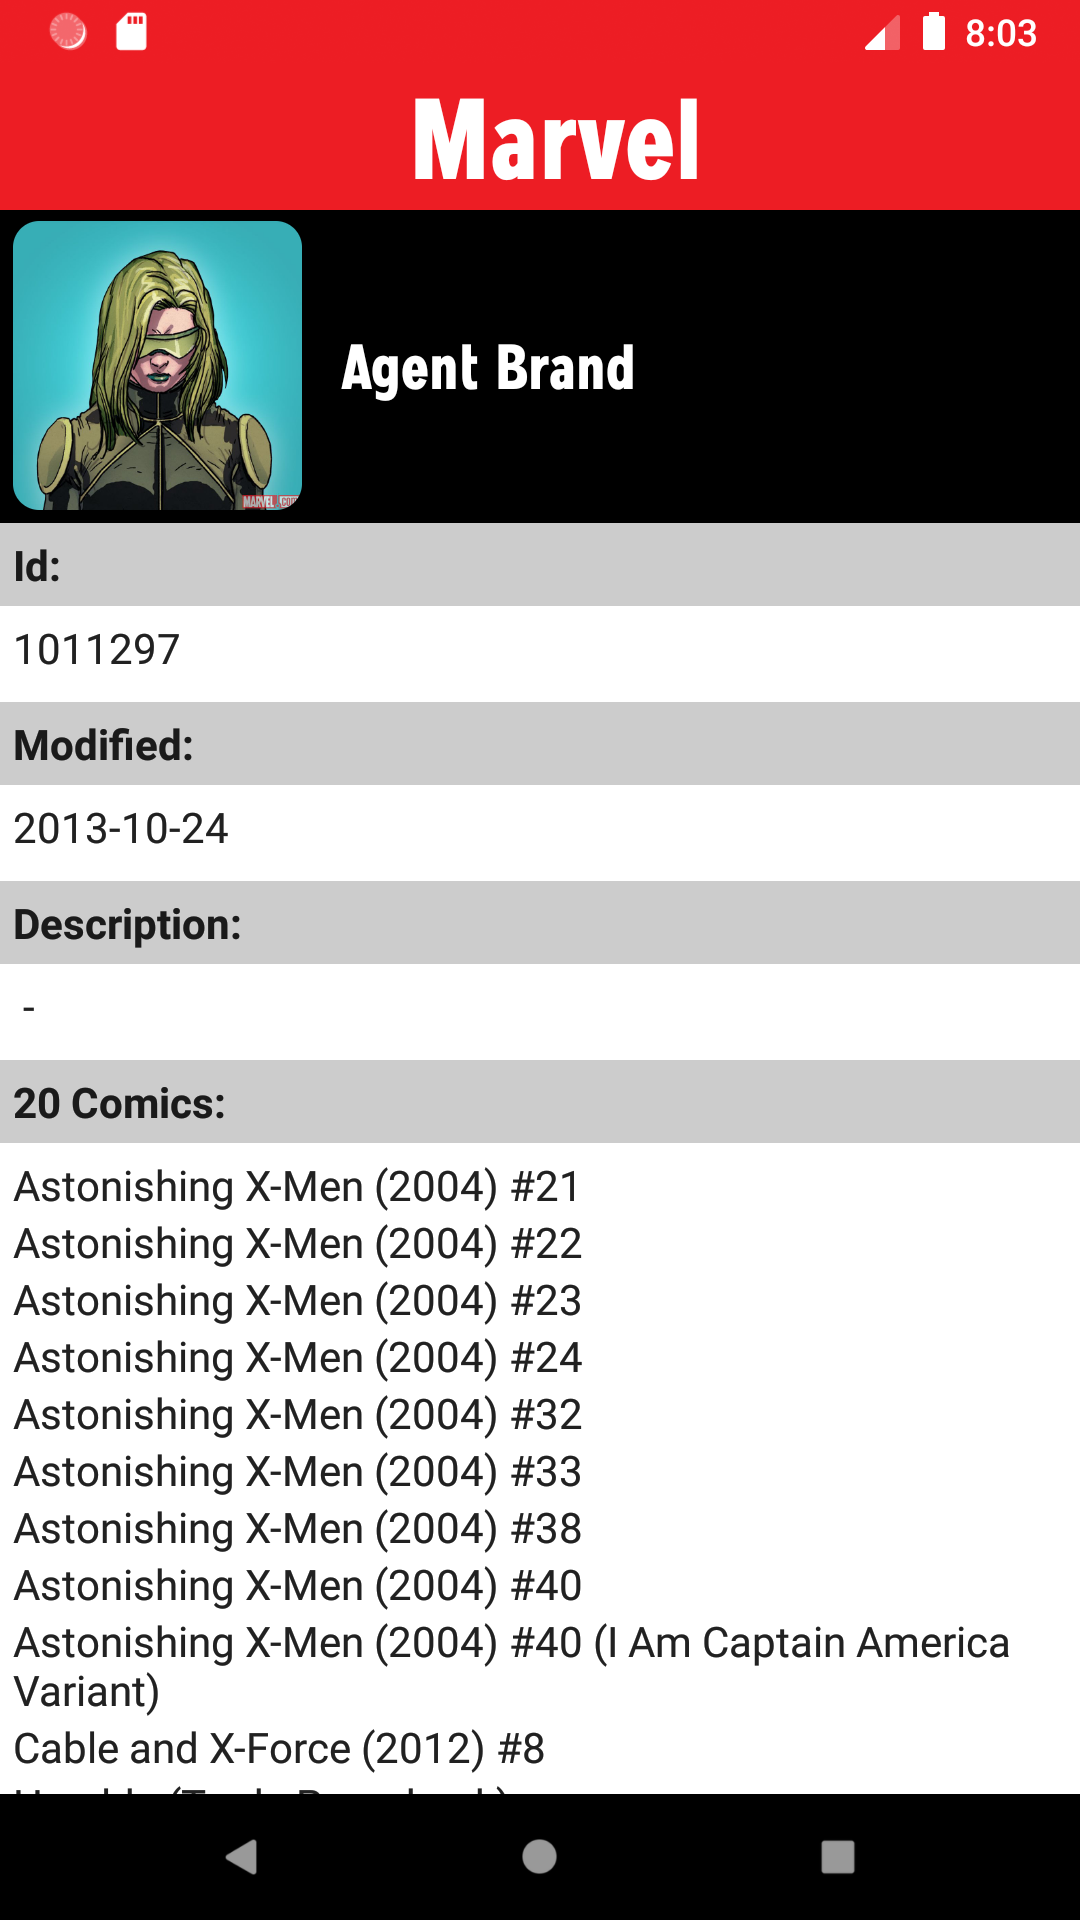 8:03
Marvel
MARVEL
Agent Brand
Id:
1011297
Modified:
2013-10-24
Description:
-
20 Comics:
Astonishing X-Men (2004) #21
Astonishing X-Men (2004) #22
Astonishing X-Men (2004) #23
Astonishing X-Men (2004) #24
Astonishing X-Men (2004) #32
Astonishing X-Men (2004) #33
Astonishing X-Men (2004) #38
Astonishing X-Men (2004) #40
Astonishing X-Men (2004) #40 (I Am Captain America
Variant)
Cable and X-Force (2012) #8